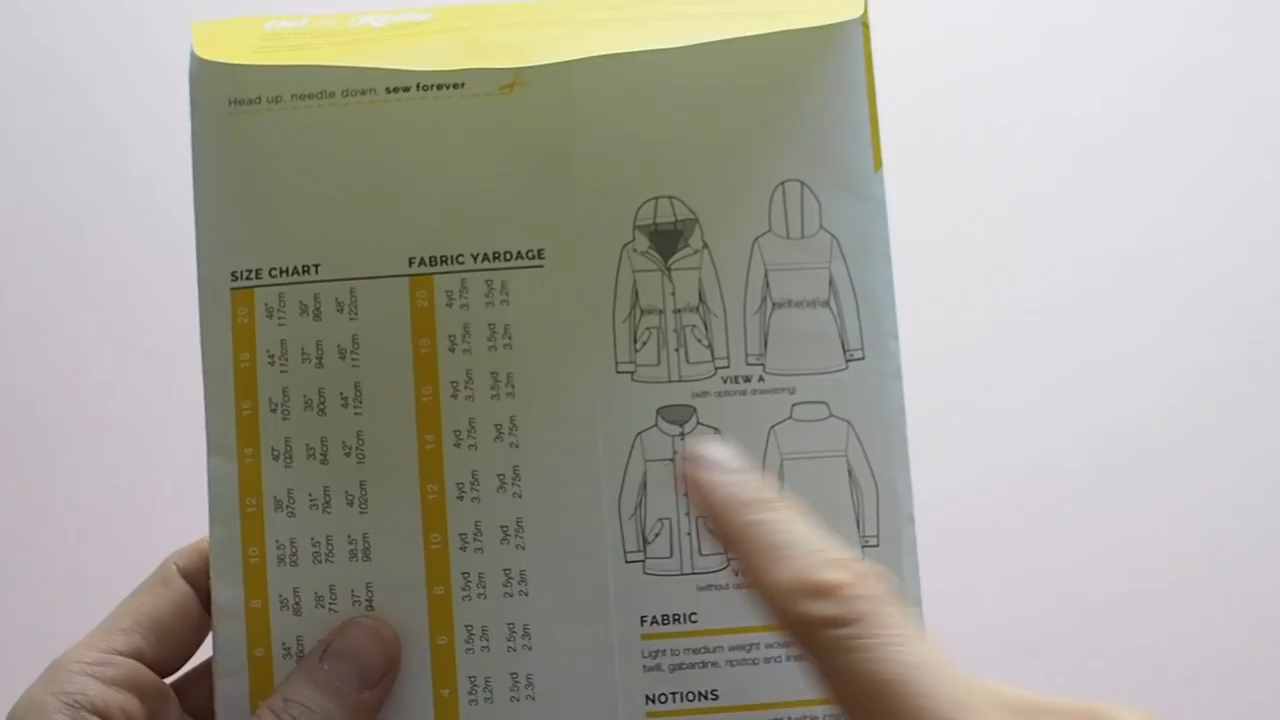 Head up, needle down, sew forever
SIZE CHART
20 46" 117cm 39" 99cm 48" 122cm
18 44" 112cm 37" 94cm 46" 117cm
16 42" 107cm 35" 90cm 44" 112cm
14 40" 102cm 33" 84cm 42" 107cm
12 38" 97cm 31" 79cm 40" 102cm
10 36.5" 93cm 29.5" 75cm 38.5" 98cm
8 35" 89cm 28" 71cm 37" 94cm
6 34"
FABRIC YARDAGE
20 4yd 3.75m 3.5yd 3.2m
18 4yd 3.75m 3.5yd 3.2m
16 4yd 3.75m 3.5yd 3.2m
14 4yd 3.75m 3yd 2.75m
12 4yd 3.75m 3yd 2.75m
10 4yd 3.75m 3yd 2.75m
8 3.5yd 3.2m 2.5yd 2.3m
6 3.5yd 3.2m 2.5yd 2.3m
4 3.5yd 3.2m 2.5yd 2.3m
VIEW A
(with optional drawstring)
(without
FABRIC
Light to medium weight
twill, gabardine, ripstop and
NOTIONS